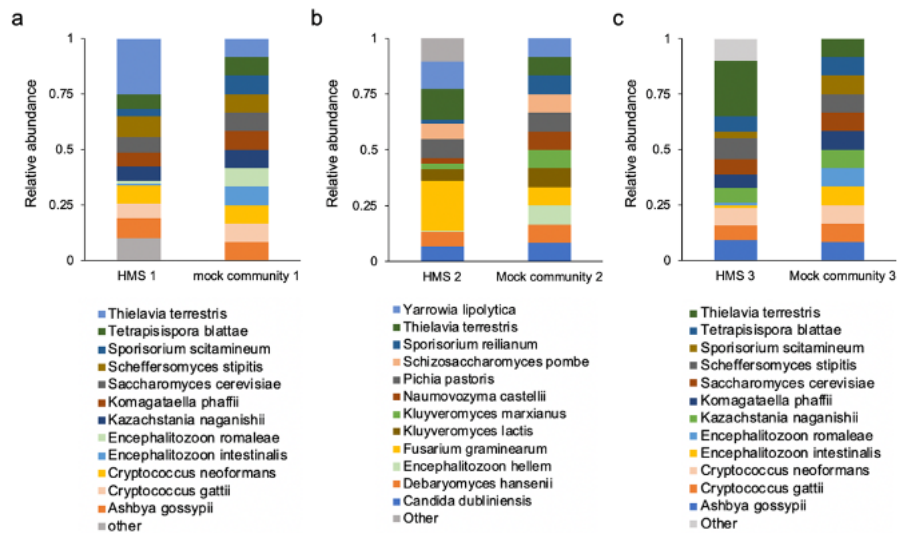 a
1
0.75
0.5
0.25
0
Relative abundance
HMS 1
mock community 1
Thielavia terrestris
Tetrapisispora blattae
Sporisorium scitamineum
Scheffersomyces stipitis
Saccharomyces cerevisiae
Komagataella phaffii
Kazachstania naganishii
Encephalitozoon romaleae
Encephalitozoon intestinalis
Cryptococcus neoformans
Cryptococcus gattii
Ashbya gossypii
other
b
1
0.75
0.5
0.25
0
Relative abundance
HMS 2
Mock community 2
Yarrowia lipolytica
Thielavia terrestris
Sporisorium reilianum
Schizosaccharomyces pombe
Pichia pastoris
Naumovozyma castellii
Kluyveromyces marxianus
Kluyveromyces lactis
Fusarium graminearum
Encephalitozoon hellem
Debaryomyces hansenii
Candida dubliniensis
Other
c
1
0.75
0.5
0.25
0
Relative abundance
HMS 3
Mock community 3
Thielavia terrestris
Tetrapisispora blattae
Sporisorium scitamineum
Scheffersomyces stipitis
Saccharomyces cerevisiae
Komagataella phaffii
Kazachstania naganishii
Encephalitozoon romaleae
Encephalitozoon intestinalis
Cryptococcus neoformans
Cryptococcus gattii
Ashbya gossypii
Other